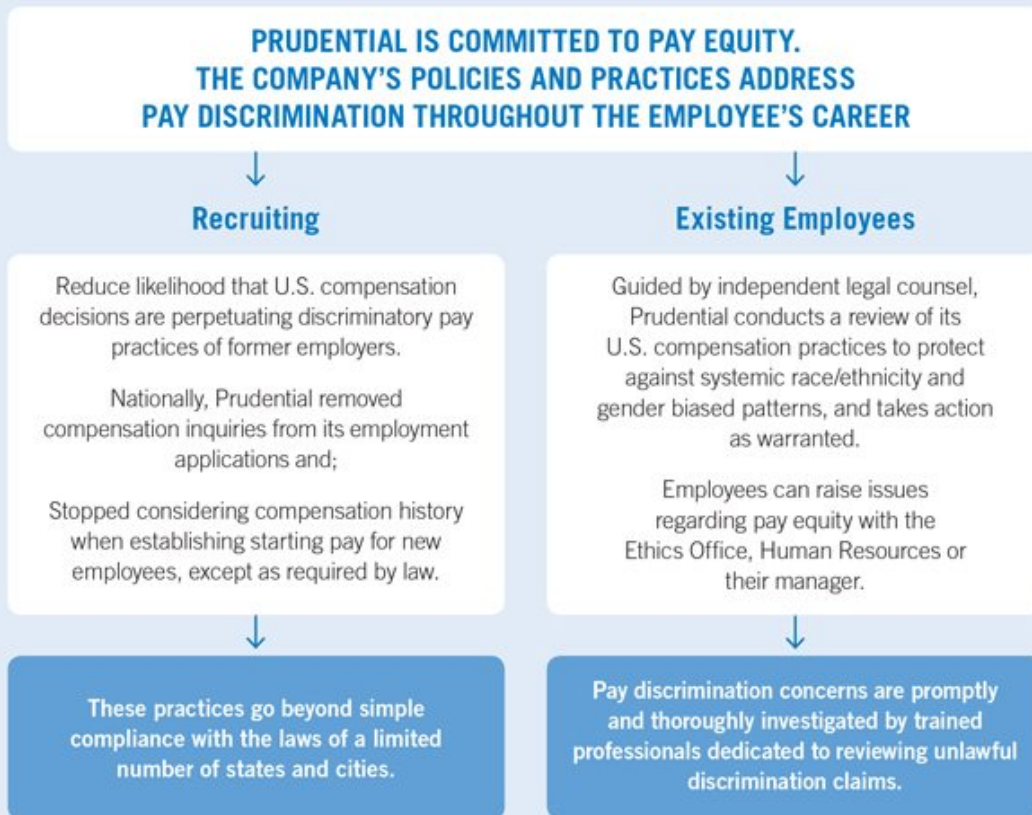 PRUDENTIAL IS COMMITTED TO PAY EQUITY.
THE COMPANY'S POLICIES AND PRACTICES ADDRESS
PAY DISCRIMINATION THROUGHOUT THE EMPLOYEE'S CAREER
Recruiting
Reduce likelihood that U.S. compensation
decisions are perpetuating discriminatory pay
practices of former employers.
Nationally, Prudential removed
compensation inquiries from its employment
applications and;
Stopped considering compensation history
when establishing starting pay for new
employees, except as required by law.
These practices go beyond simple
compliance with the laws of a limited
number of states and cities.
Existing Employees
Guided by independent legal counsel,
Prudential conducts a review of its
U.S. compensation practices to protect
against systemic race/ethnicity and
gender biased patterns, and takes action
as warranted.
Employees can raise issues
regarding pay equity with the
Ethics Office, Human Resources or
their manager.
Pay discrimination concerns are promptly
and thoroughly investigated by trained
professionals dedicated to reviewing unlawful
discrimination claims.